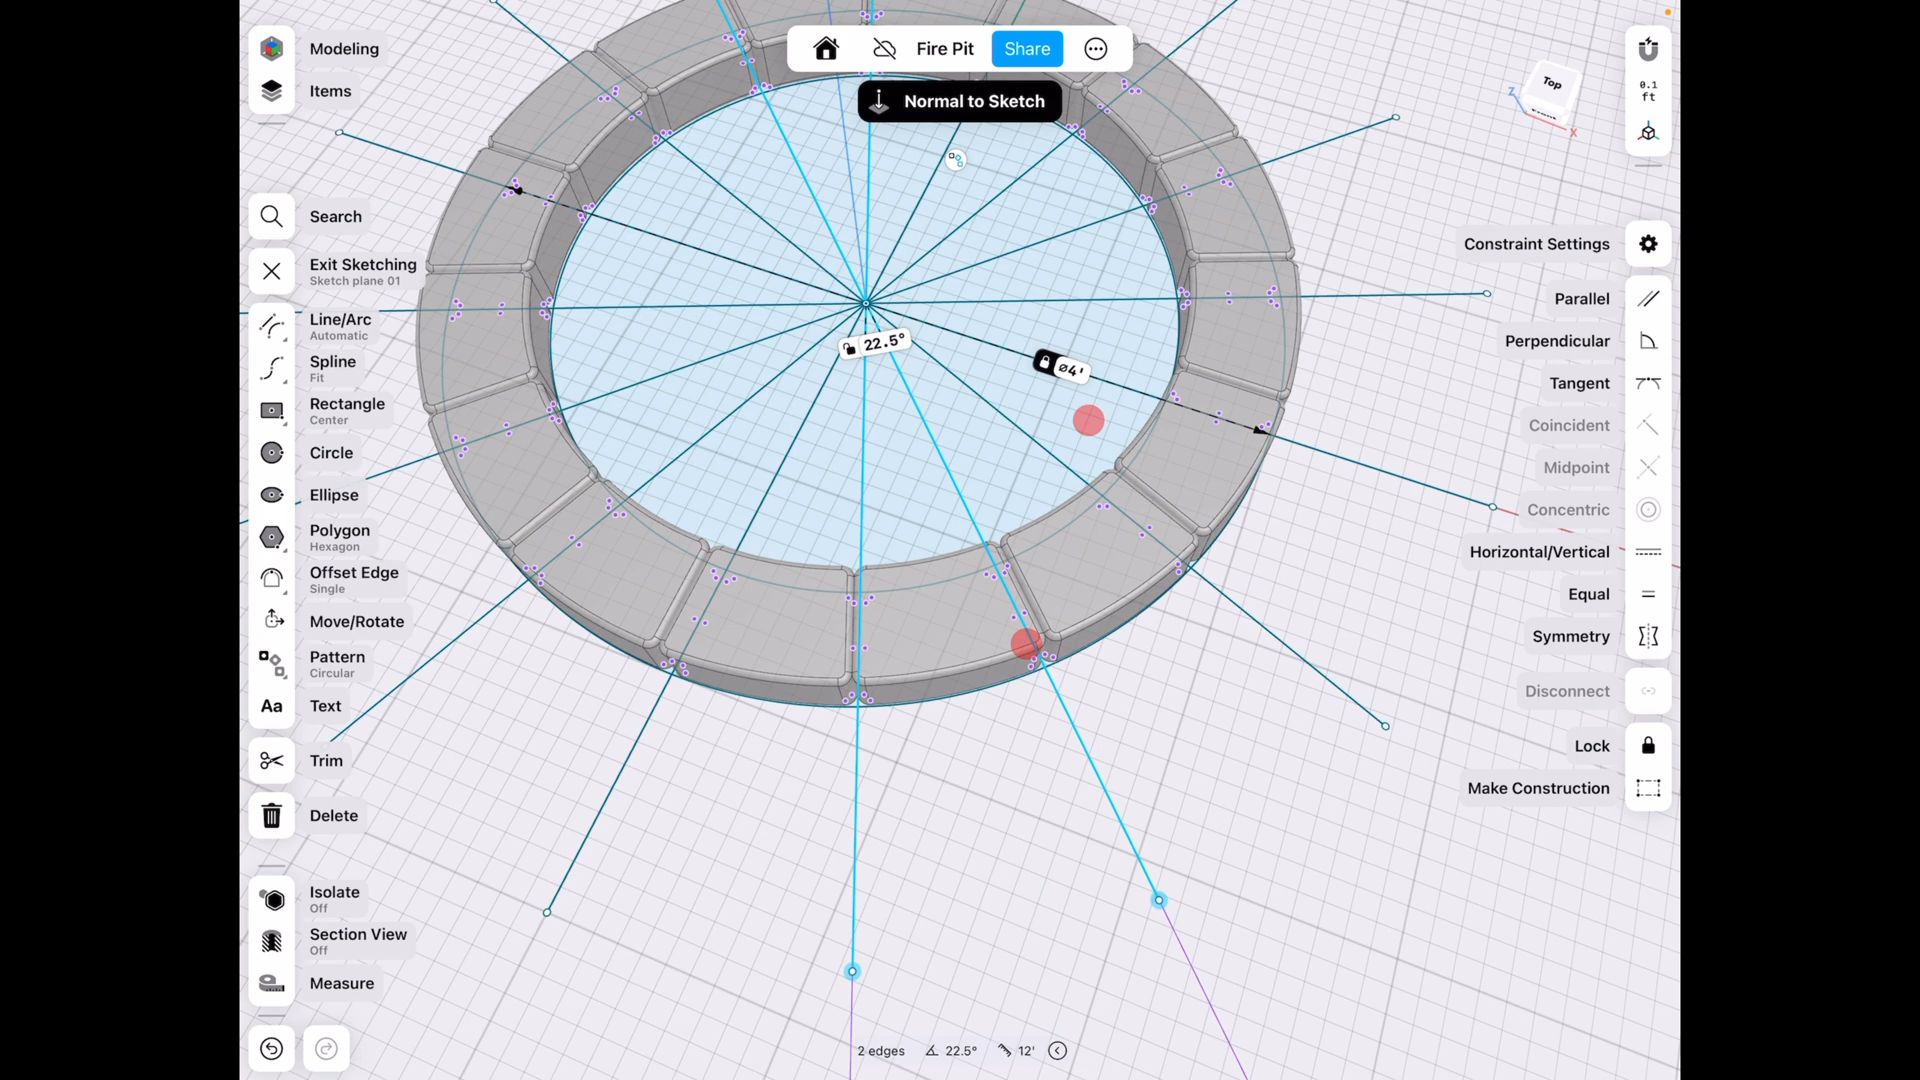 Modeling
Items
Fire Pit
Share
Normal to Sketch
Top
Z
X
0.1
ft
Search
Exit Sketching
Sketch plane 01
Line/Arc
Automatic
Spline
Fit
Rectangle
Center
Circle
Ellipse
Polygon
Hexagon
Offset Edge
Single
Move/Rotate
Pattern
Circular
Aa
Text
Trim
Delete
Isolate
Off
Section View
Off
Measure
22.5°
⌀4'
Constraint Settings
Parallel
Perpendicular
Tangent
Coincident
Midpoint
Concentric
Horizontal/Vertical
Equal
Symmetry
Disconnect
Lock
Make Construction
2 edges 22.5° 12'